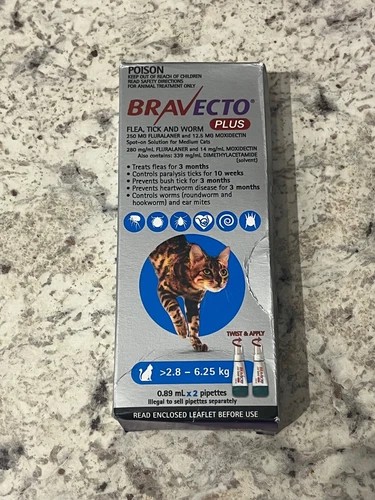 POISON
KEEP OUT OF REACH OF CHILDREN
READ SAFETY DIRECTIONS
FOR ANIMAL TREATMENT ONLY
BRAVECTO®
PLUS
FLEA, TICK AND WORM
250 MG FLURALANER AND 12.5 MG MOXIDECTIN
Spot-on Solution for Medium Cats
280 mg/mL FLURALANER and 14 mg/mL MOXIDECTIN
Also contains: 339 mg/mL DIMETHYLACETAMIDE
[solvent]
• Treats fleas for 3 months
• Controls paralysis ticks for 10 weeks
• Prevents bush tick for 3 months
• Prevents heartworm disease for 3 months
• Controls worms (roundworm and
hookworm) and ear mites
TWIST & APPLY
>2.8 – 6.25 kg
0.89 mL x 2 pipettes
Illegal to sell pipettes separately
READ ENCLOSED LEAFLET BEFORE USE